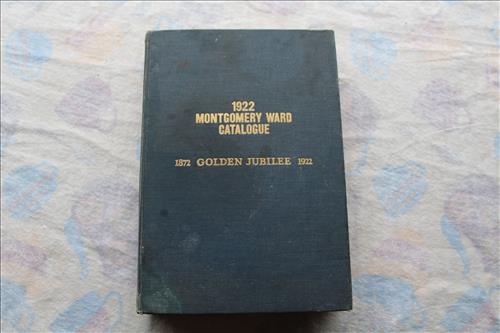 1922
MONTGOMERY WARD
CATALOGUE
1872 GOLDEN JUBILEE 1922